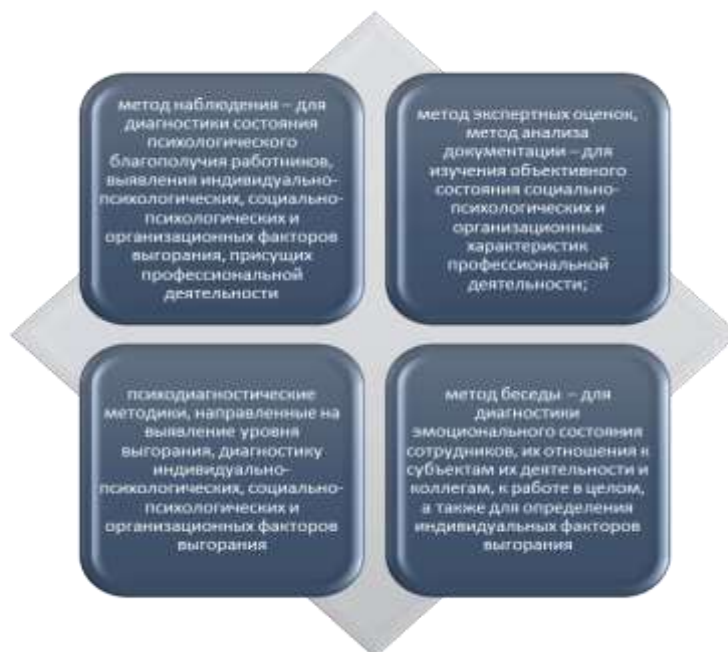 метод наблюдения – для
диагностики состояния
психологического
благополучия работников,
выявления индивидуально-
психологических, социально-
психологических и
организационных факторов
выгорания, присущих
профессиональной
деятельности
метод экспертных оценок,
метод анализа
документации – для
изучения объективного
состояния социально-
психологических и
организационных
характеристик
профессиональной
деятельности;
психодиагностические
методики, направленные на
выявление уровня
выгорания, диагностику
индивидуально-
психологических, социально-
психологических и
организационных факторов
выгорания
метод беседы – для
диагностики
эмоционального состояния
сотрудников, их отношения к
субъектам их деятельности и
коллегам, к работе в целом,
а также для определения
индивидуальных факторов
выгорания